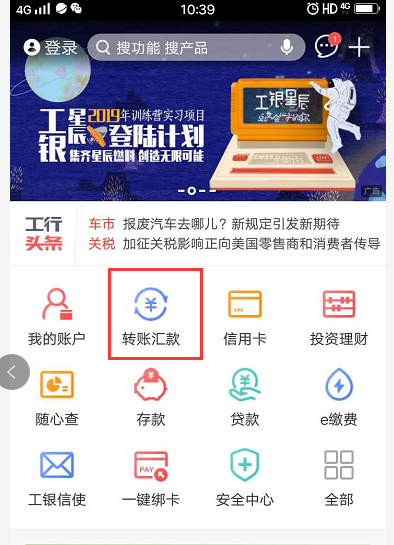 4G 10:39 HD 4G
登录 搜功能 搜产品 1
工银星辰 2019年训练营实习项目
登陆计划
集齐星辰燃料 创造无限可能
工银星辰
广告
工行头条
车市 报废汽车去哪儿?新规定引发新期待
关税 加征关税影响正向美国零售商和消费者传导
我的账户 转账汇款 信用卡 投资理财
随心查 存款 贷款 e缴费
PAY
工银信使 一键绑卡 安全中心 全部